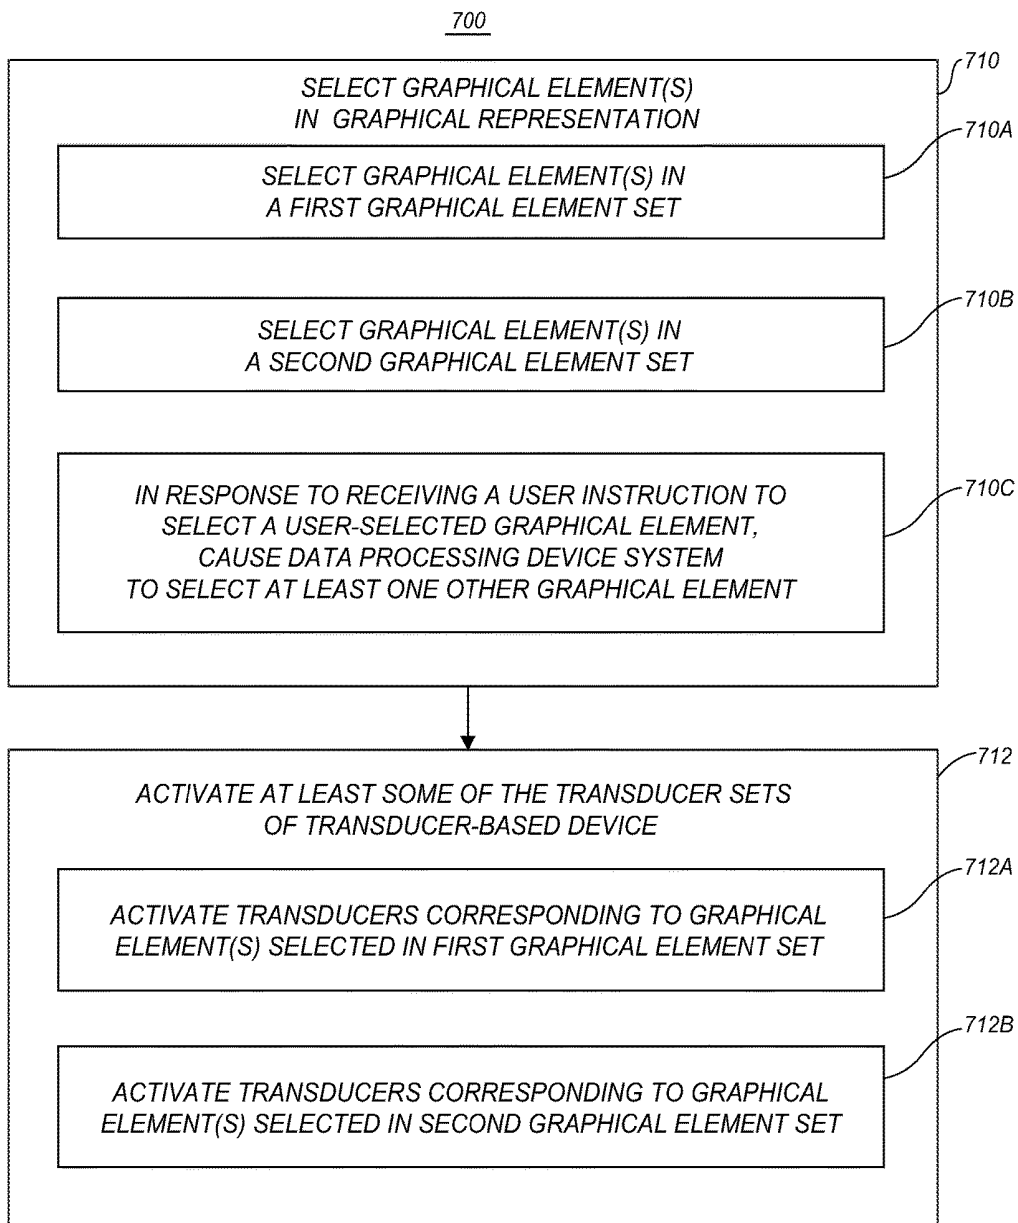 700
710
SELECT GRAPHICAL ELEMENT(S)
IN GRAPHICAL REPRESENTATION
710A
SELECT GRAPHICAL ELEMENT(S) IN
A FIRST GRAPHICAL ELEMENT SET
710B
SELECT GRAPHICAL ELEMENT(S) IN
A SECOND GRAPHICAL ELEMENT SET
710C
IN RESPONSE TO RECEIVING A USER INSTRUCTION TO
SELECT A USER-SELECTED GRAPHICAL ELEMENT,
CAUSE DATA PROCESSING DEVICE SYSTEM
TO SELECT AT LEAST ONE OTHER GRAPHICAL ELEMENT
712
ACTIVATE AT LEAST SOME OF THE TRANSDUCER SETS
OF TRANSDUCER-BASED DEVICE
712A
ACTIVATE TRANSDUCERS CORRESPONDING TO GRAPHICAL
ELEMENT(S) SELECTED IN FIRST GRAPHICAL ELEMENT SET
712B
ACTIVATE TRANSDUCERS CORRESPONDING TO GRAPHICAL
ELEMENT(S) SELECTED IN SECOND GRAPHICAL ELEMENT SET